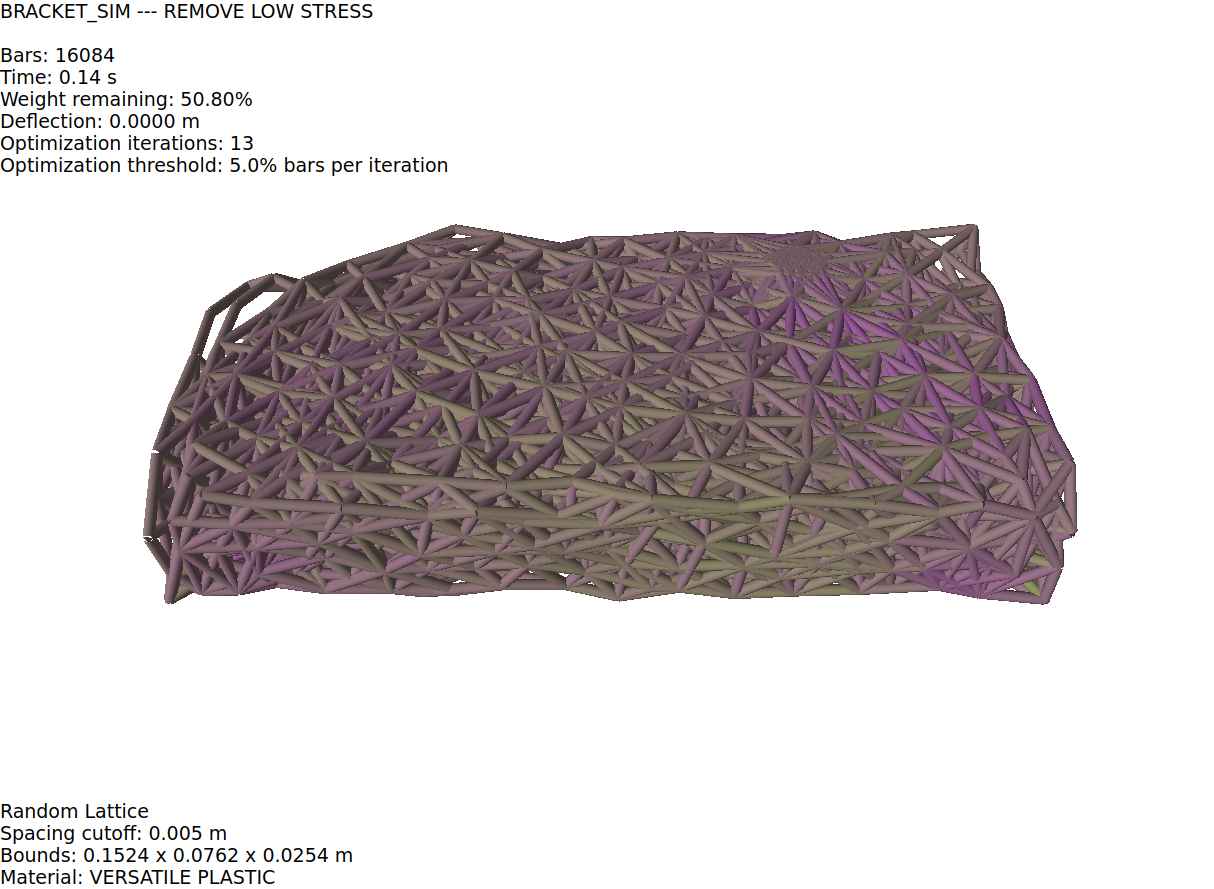 BRACKET_SIM --- REMOVE LOW STRESS
Bars: 16084
Time: 0.14 s
Weight remaining: 50.80%
Deflection: 0.0000 m
Optimization iterations: 13
Optimization threshold: 5.0% bars per iteration
Random Lattice
Spacing cutoff: 0.005 m
Bounds: 0.1524 x 0.0762 x 0.0254 m
Material: VERSATILE PLASTIC